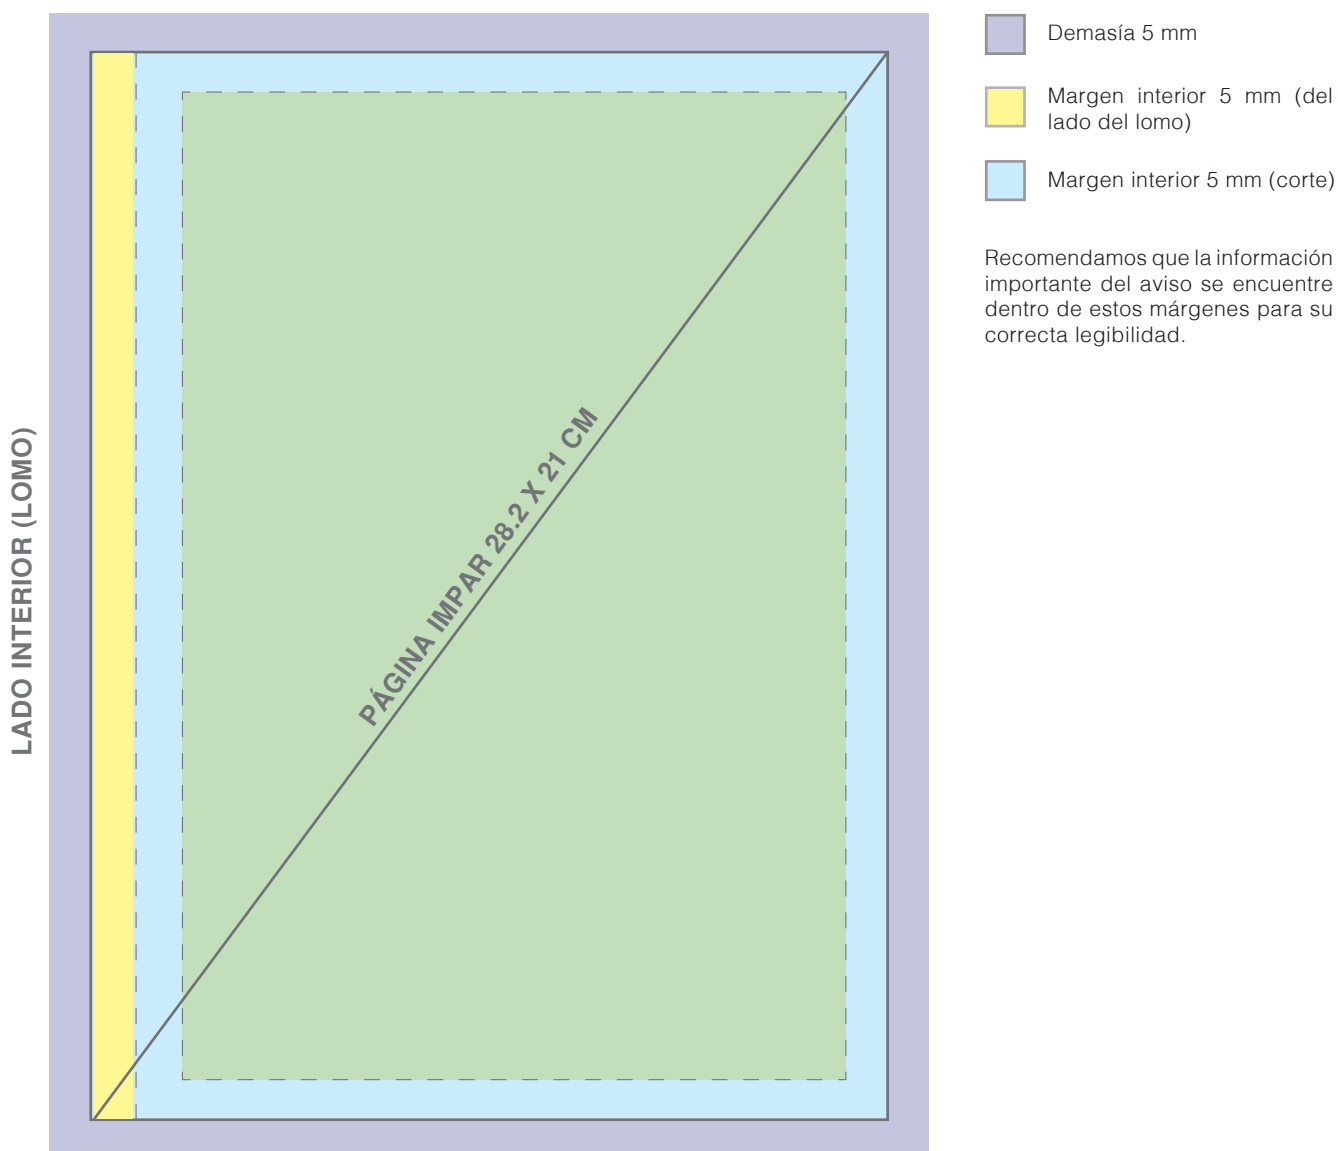 LADO INTERIOR (LOMO)
PÁGINA IMPAR 28.2 X 21 CM
Demasía 5 mm
Margen interior 5 mm (del
lado del lomo)
Margen interior 5 mm (corte)
Recomendamos que la información
importante del aviso se encuentre
dentro de estos márgenes para su
correcta legibilidad.